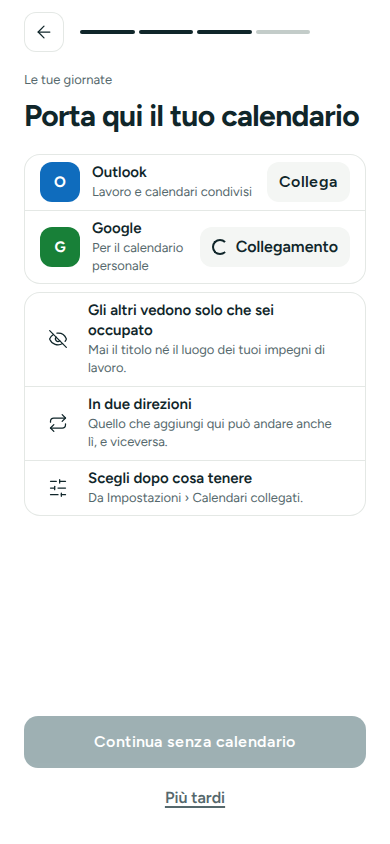 Le tue giornate
Porta qui il tuo calendario
O
Outlook
Lavoro e calendari condivisi
Collega
G
Google
Per il calendario
personale
Collegamento
Gli altri vedono solo che sei
occupato
Mai il titolo né il luogo dei tuoi impegni di
lavoro.
In due direzioni
Quello che aggiungi qui può andare anche
lì, e viceversa.
Scegli dopo cosa tenere
Da Impostazioni › Calendari collegati.
Continua senza calendario
Più tardi